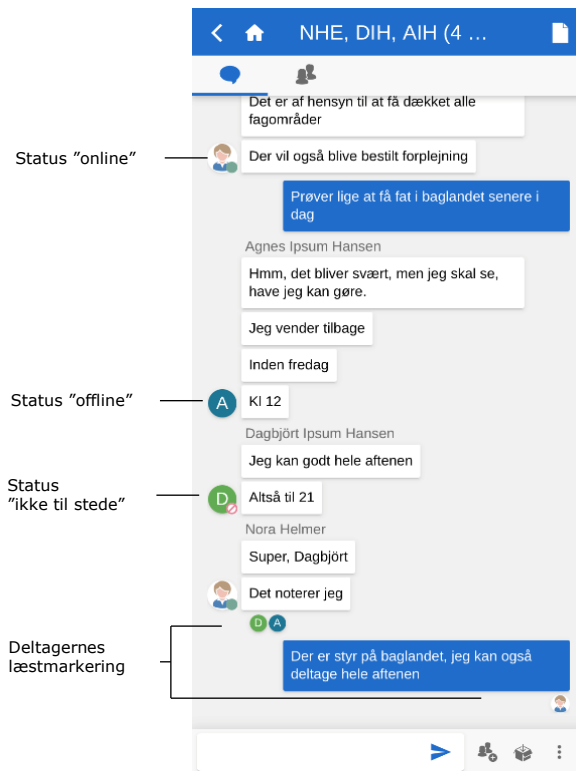 NHE, DIH, AIH (4 ...
Det er af hensyn til at få dækket alle
fagområder
Status ”online”
Der vil også blive bestilt forplejning
Prøver lige at få fat i baglandet senere i
dag
Agnes Ipsum Hansen
Hmm, det bliver svært, men jeg skal se,
have jeg kan gøre.
Jeg vender tilbage
Inden fredag
Status ”offline”
A
Kl 12
Dagbjört Ipsum Hansen
Jeg kan godt hele aftenen
Status
”ikke til stede”
D
Altså til 21
Nora Helmer
Super, Dagbjört
Det noterer jeg
D A
Deltagernes
læstmarkering
Der er styr på baglandet, jeg kan også
deltage hele aftenen